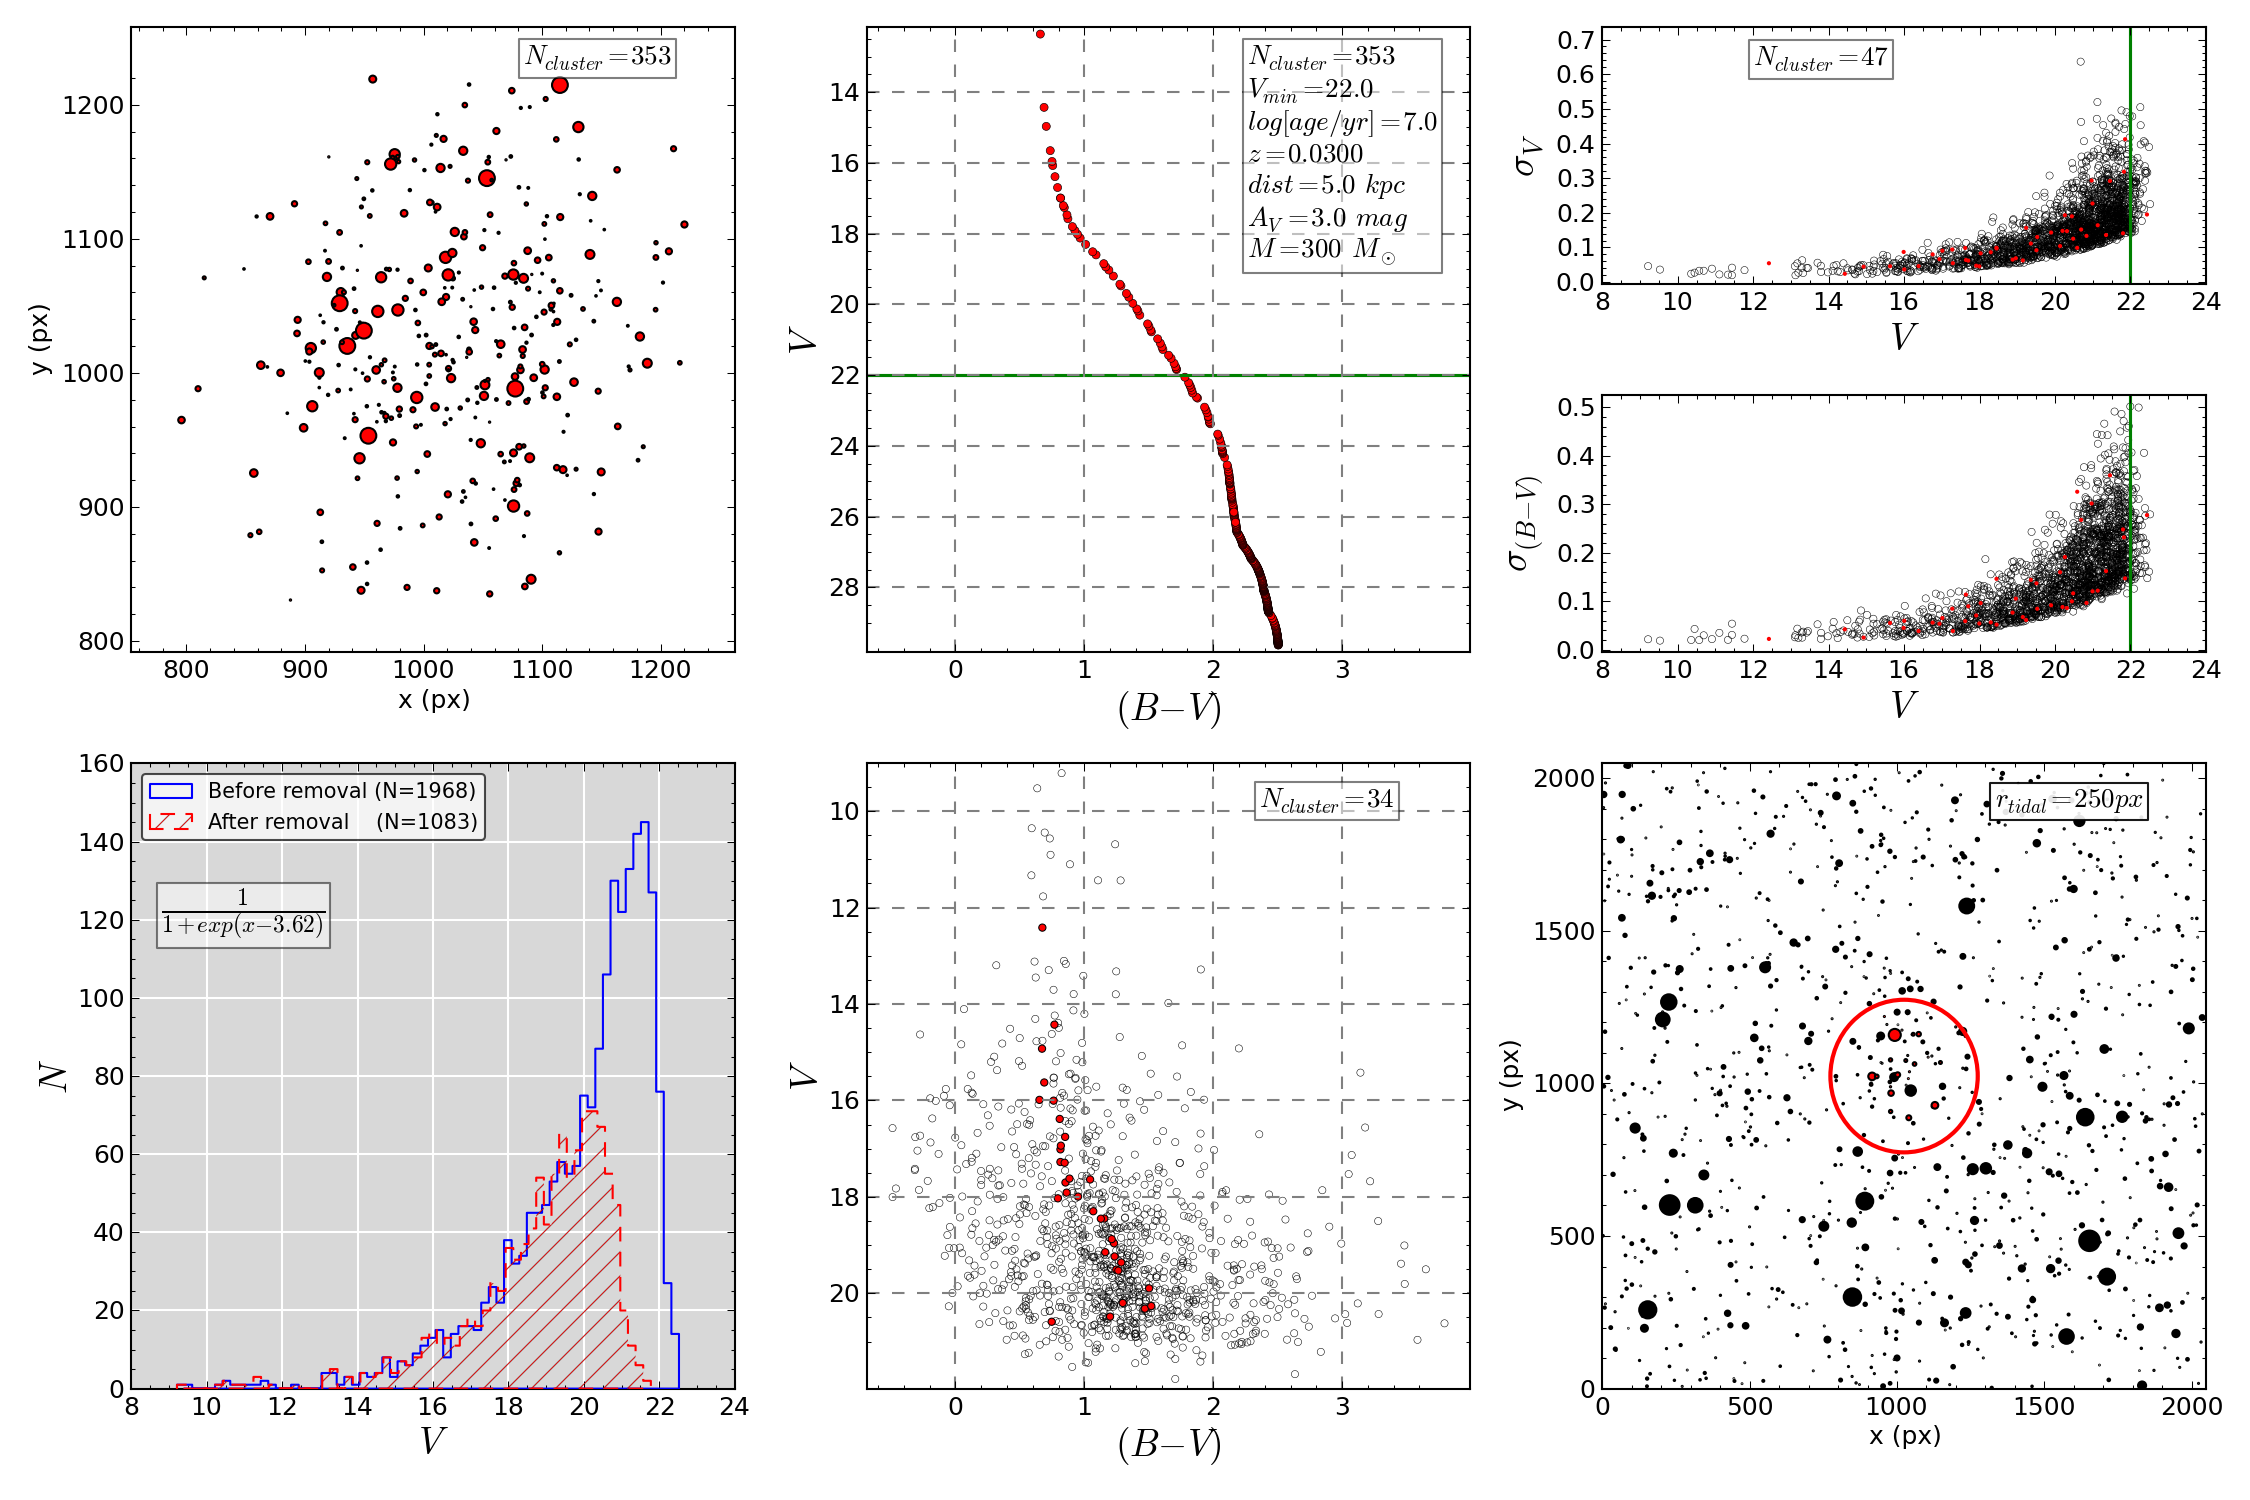 N_cluster=353
1200
1100
1000
900
800
y (px)
800 900 1000 1100 1200
x (px)
N_cluster=353
V_min=22.0
log[age/yr]=7.0
z=0.0300
dist=5.0 kpc
A_V=3.0 mag
M=300 M_⊙
14
16
18
20
22
24
26
28
V
0 1 2 3
(B−V)
N_cluster=47
0.7
0.6
0.5
0.4
0.3
0.2
0.1
0.0
σ_V
8 10 12 14 16 18 20 22 24
V
0.5
0.4
0.3
0.2
0.1
0.0
σ_(B−V)
8 10 12 14 16 18 20 22 24
V
160
140
120
100
80
60
40
20
0
N
Before removal (N=1968)
After removal (N=1083)
1
1+exp(x−3.62)
8 10 12 14 16 18 20 22 24
V
N_cluster=34
10
12
14
16
18
20
V
0 1 2 3
(B−V)
r_tidal=250px
2000
1500
1000
500
0
y (px)
0 500 1000 1500 2000
x (px)